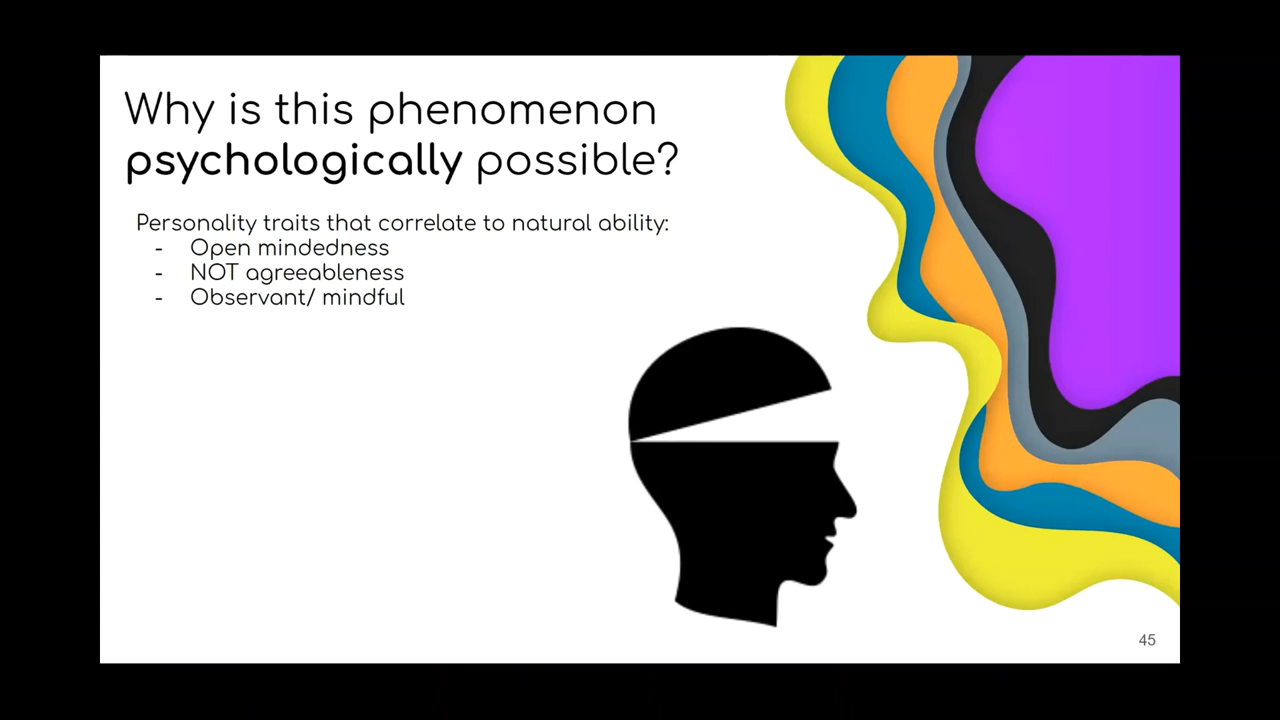 Why is this phenomenon
psychologically possible?
Personality traits that correlate to natural ability:
- Open mindedness
- NOT agreeableness
- Observant/ mindful
45